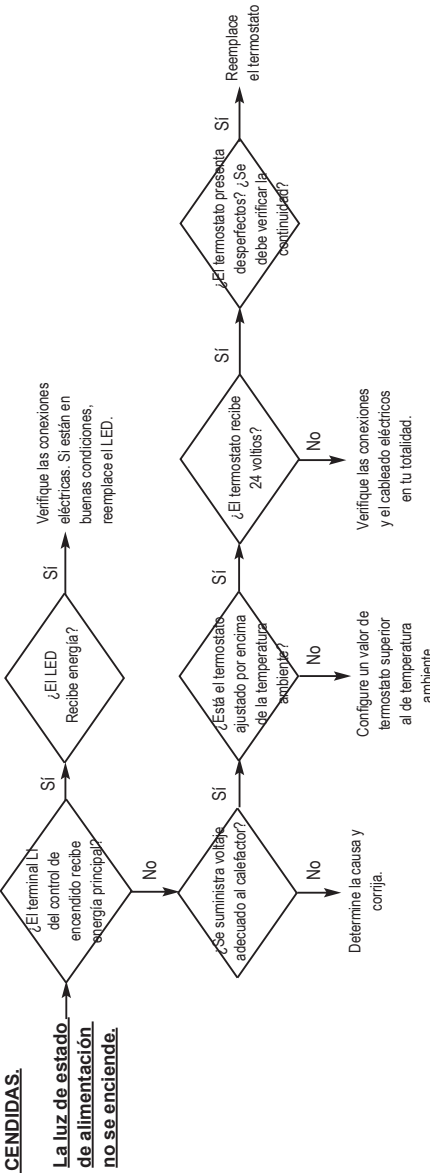 CENDIDAS.
La luz de estado
de alimentación
no se enciende.
¿El terminal L1
del control de
encendido recibe
energía principal?
Sí
¿El LED
Recibe energía?
Sí
Verifique las conexiones
eléctricas. Si están en
buenas condiciones,
reemplace el LED.
No
¿Se suministra voltaje
adecuado al calefactor?
No
Determine la causa y
corrija.
Sí
¿Está el termostato
ajustado por encima
de la temperatura
ambiente?
No
Configure un valor de
termostato superior
al de temperatura
ambiente
Sí
¿El termostato recibe
24 voltios?
No
Verifique las conexiones
y el cableado eléctricos
en tu totalidad.
Sí
¿El termostato presenta
desperfectos? ¿Se
debe verificar la
continuidad?
Sí
Reemplace
el termostato